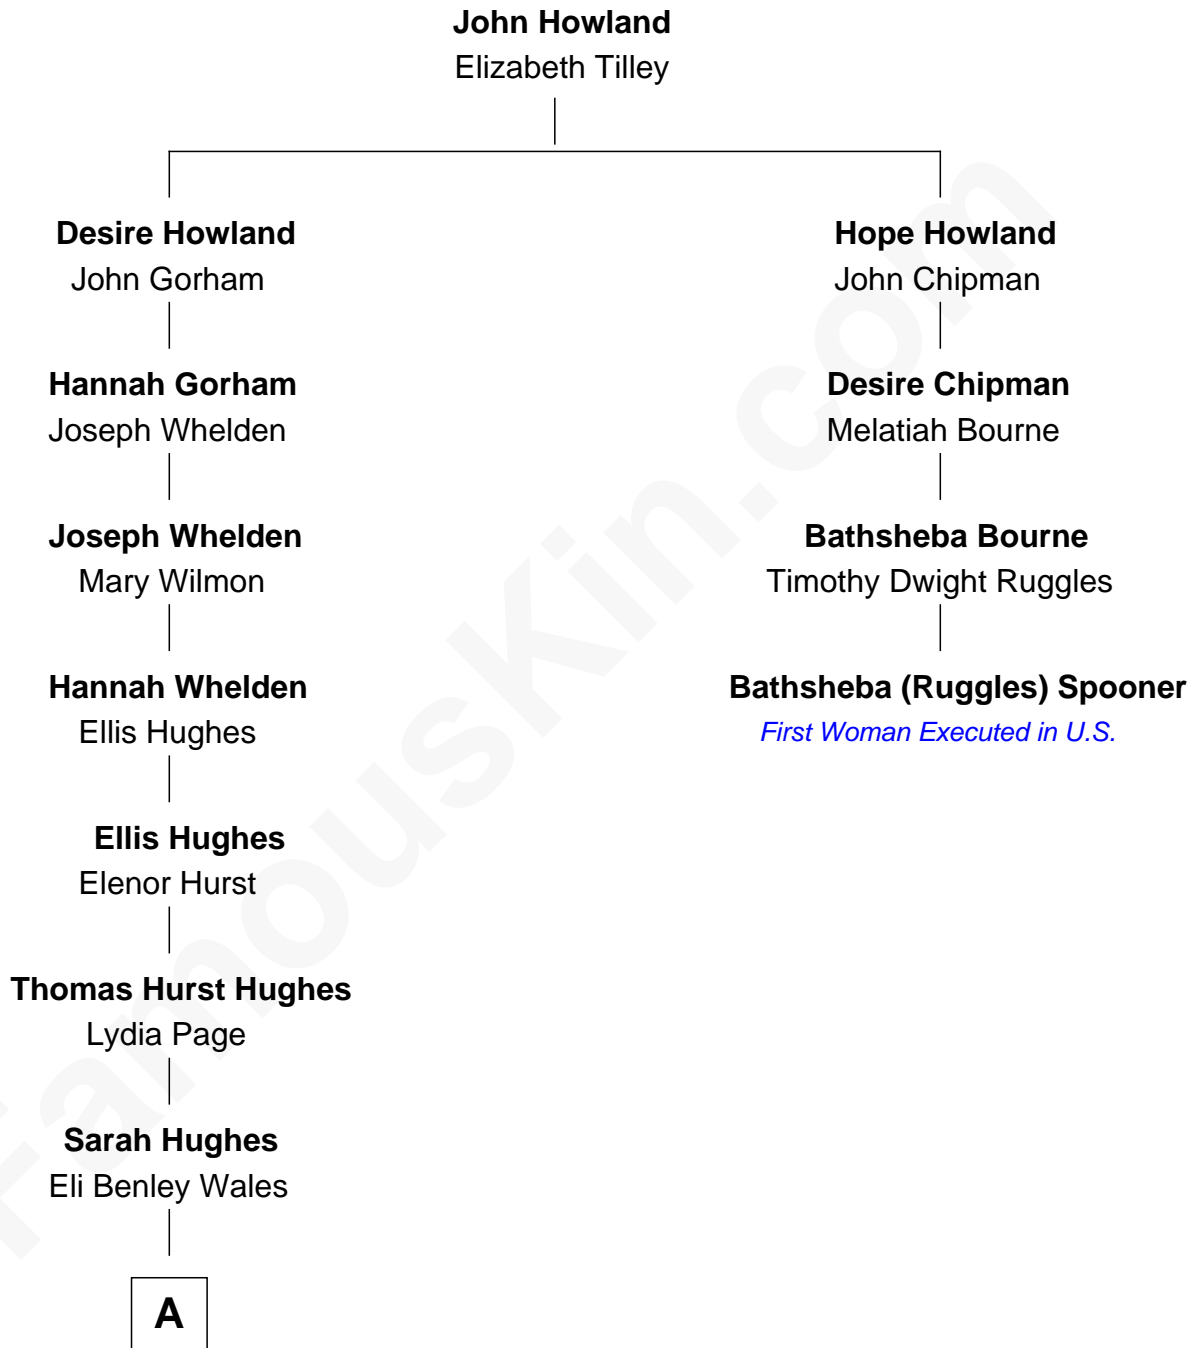 John Howland
Elizabeth Tilley
Desire Howland
John Gorham
Hannah Gorham
Joseph Whelden
Joseph Whelden
Mary Wilmon
Hannah Whelden
Ellis Hughes
Ellis Hughes
Elenor Hurst
Thomas Hurst Hughes
Lydia Page
Sarah Hughes
Eli Benley Wales
A
Hope Howland
John Chipman
Desire Chipman
Melatiah Bourne
Bathsheba Bourne
Timothy Dwight Ruggles
Bathsheba (Ruggles) Spooner
First Woman Executed in U.S.
FamousKin.com